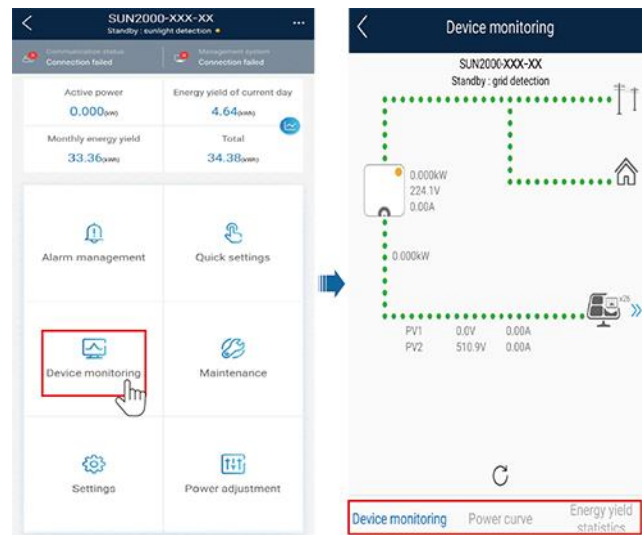 SUN2000-XXX-XX
Standby : sunlight detection
Communication status
Connection failed
Management system
Connection failed
Active power
0.000(kW)
Energy yield of current day
4.64(kWh)
Monthly energy yield
33.36(kWh)
Total
34.38(kWh)
Alarm management
Quick settings
Device monitoring
Maintenance
Settings
Power adjustment
Device monitoring
SUN2000-XXX-XX
Standby : grid detection
0.000kW
224.1V
0.00A
0.000kW
x26
PV1 0.0V 0.00A
PV2 510.9V 0.00A
Device monitoring
Power curve
Energy yield
statistics